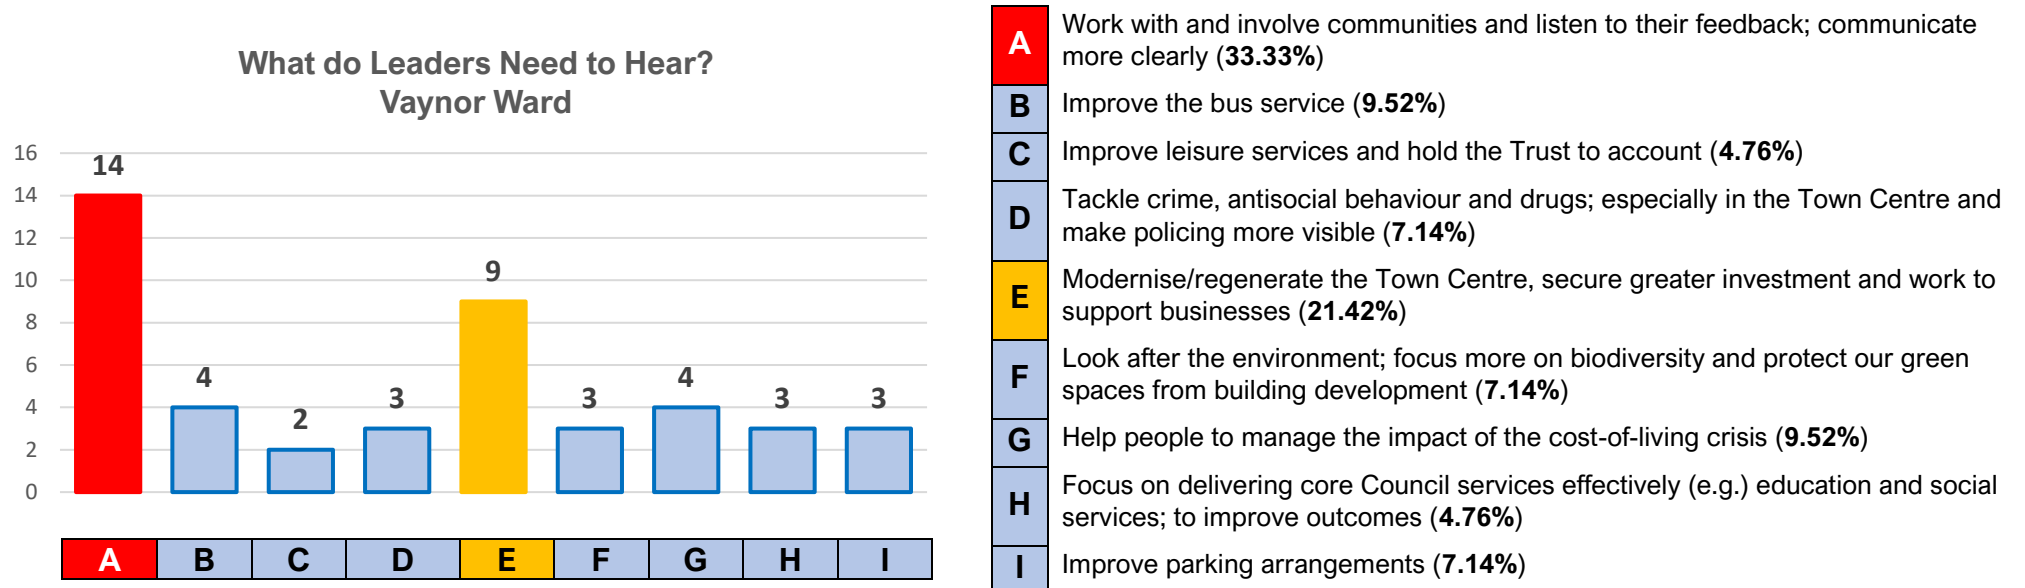 What do Leaders Need to Hear?
Vaynor Ward
16
14
12
10
8
6
4
2
0
14
4
2
3
9
3
4
3
3
A B C D E F G H I
A Work with and involve communities and listen to their feedback; communicate
more clearly (33.33%)
B Improve the bus service (9.52%)
C Improve leisure services and hold the Trust to account (4.76%)
D Tackle crime, antisocial behaviour and drugs; especially in the Town Centre and
make policing more visible (7.14%)
E Modernise/regenerate the Town Centre, secure greater investment and work to
support businesses (21.42%)
F Look after the environment; focus more on biodiversity and protect our green
spaces from building development (7.14%)
G Help people to manage the impact of the cost-of-living crisis (9.52%)
H Focus on delivering core Council services effectively (e.g.) education and social
services; to improve outcomes (4.76%)
I Improve parking arrangements (7.14%)